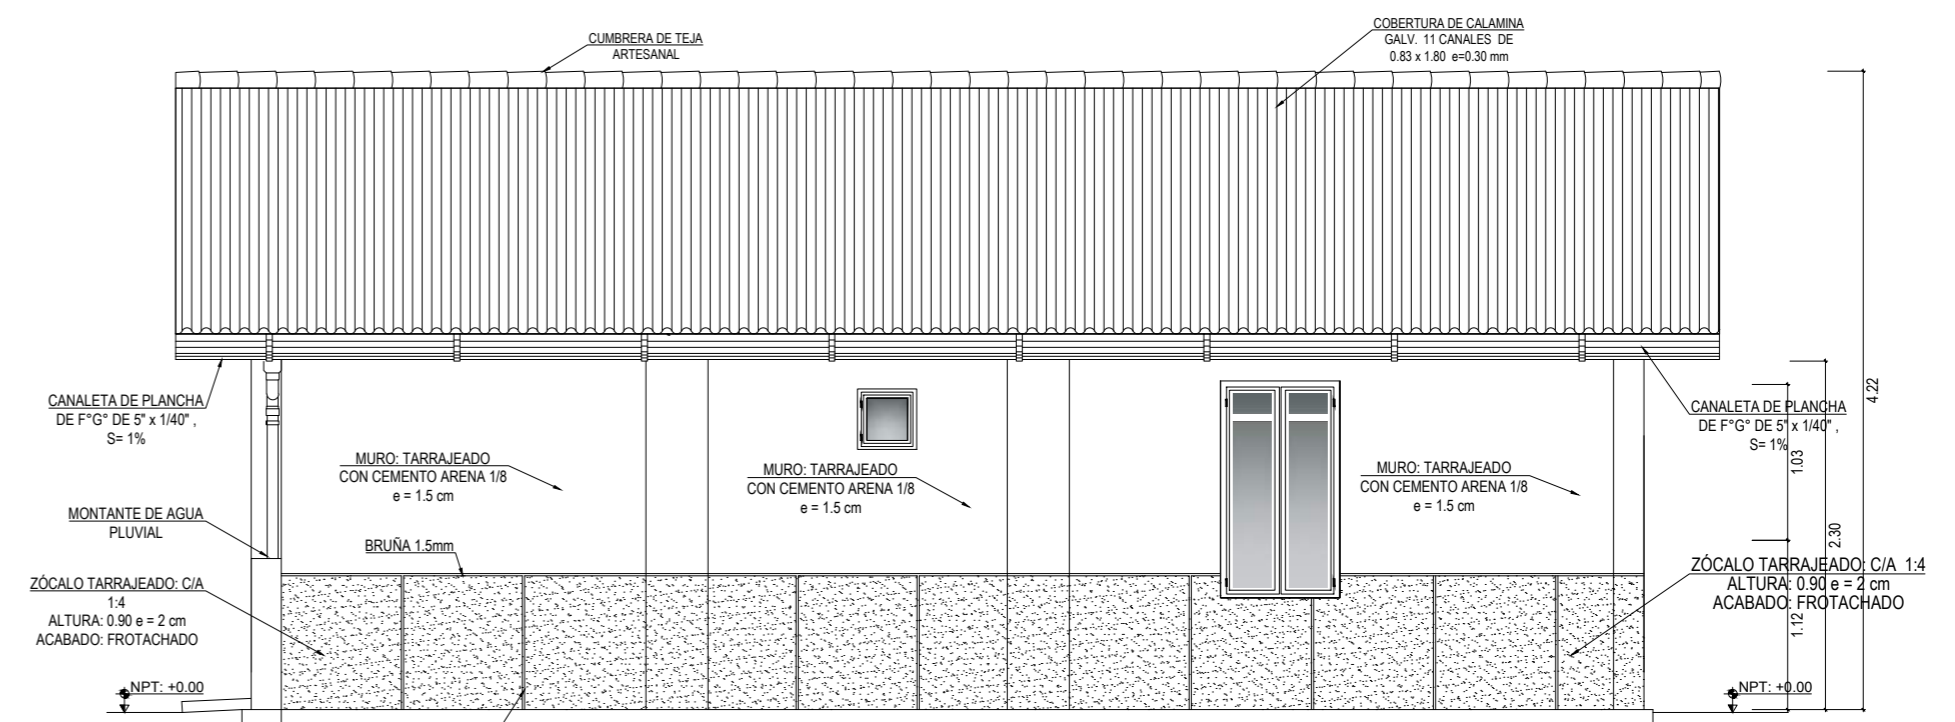 CUMBRERA DE TEJA
ARTESANAL
COBERTURA DE CALAMINA
GALV. 11 CANALES DE
0.83 x 1.80 e=0.30 mm
CANALETA DE PLANCHA
DE F°G° DE 5" x 1/40" ,
S= 1%
MURO: TARRAJEADO
CON CEMENTO ARENA 1/8
e = 1.5 cm
MURO: TARRAJEADO
CON CEMENTO ARENA 1/8
e = 1.5 cm
MURO: TARRAJEADO
CON CEMENTO ARENA 1/8
e = 1.5 cm
CANALETA DE PLANCHA
DE F°G° DE 5" x 1/40" ,
S= 1%
4.22
1.03
2.30
1.12
MONTANTE DE AGUA
PLUVIAL
BRUÑA 1.5mm
ZÓCALO TARRAJEADO: C/A
1:4
ALTURA: 0.90 e = 2 cm
ACABADO: FROTACHADO
ZÓCALO TARRAJEADO: C/A 1:4
ALTURA: 0.90 e = 2 cm
ACABADO: FROTACHADO
NPT: +0.00
NPT: +0.00